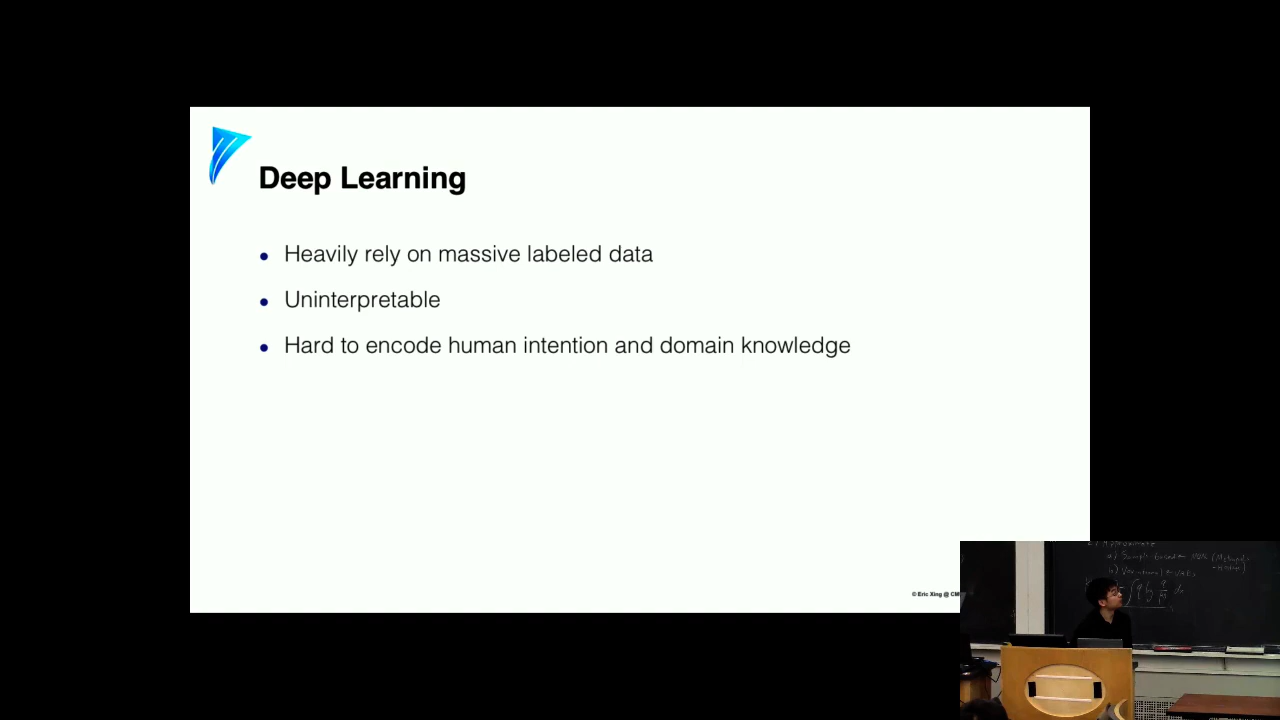 Deep Learning
Heavily rely on massive labeled data
Uninterpretable
Hard to encode human intention and domain knowledge
© Eric Xing @ CM